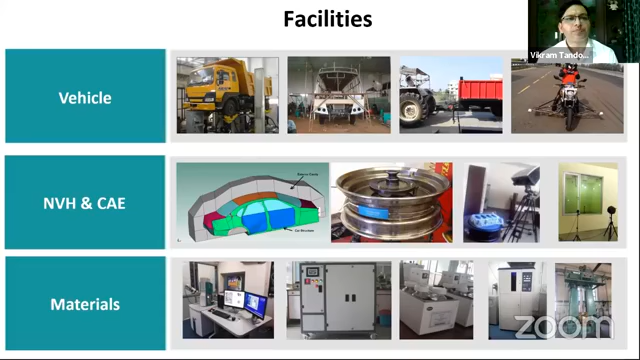 Facilities
Vikram Tando...
Vehicle
NVH & CAE
Materials
zoom